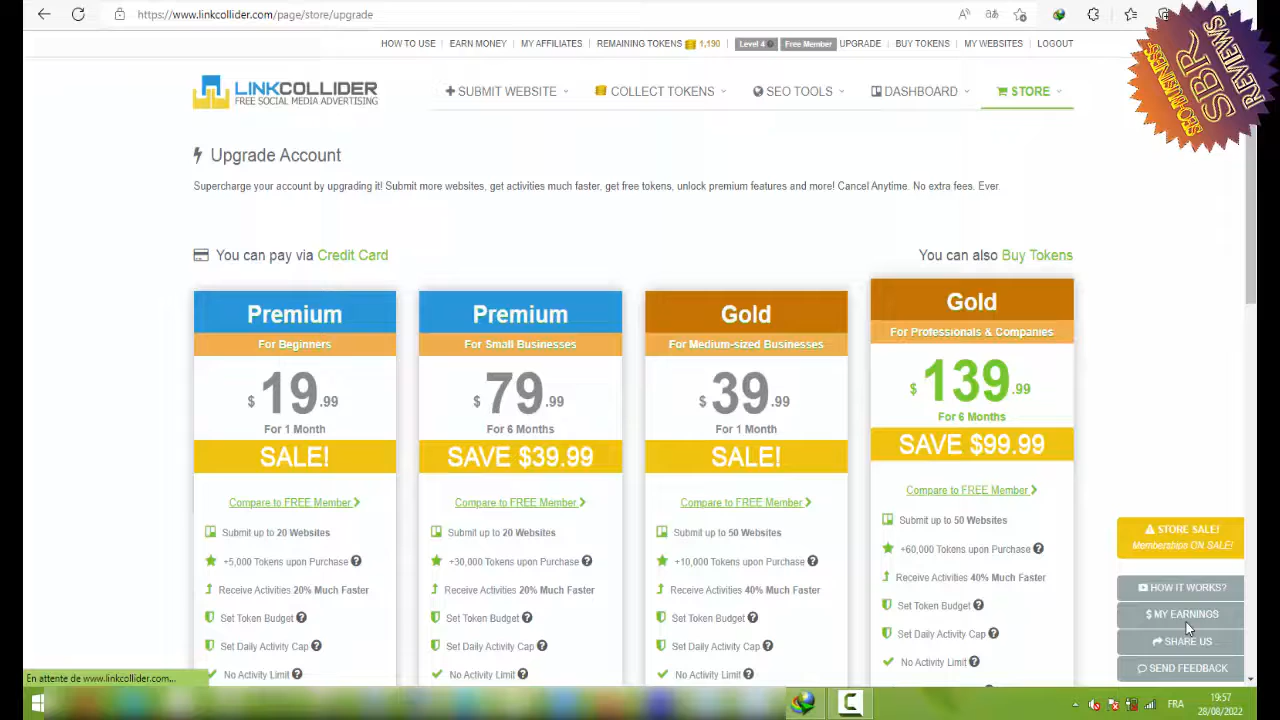 https://www.linkcollider.com/page/store/upgrade
HOW TO USE EARN MONEY MY AFFILIATES REMAINING TOKENS 1,190 Level 4 Free Member UPGRADE BUY TOKENS MY WEBSITES LOGOUT
LINKCOLLIDER
FREE SOCIAL MEDIA ADVERTISING
SUBMIT WEBSITE COLLECT TOKENS SEO TOOLS DASHBOARD STORE
SEO-BUSINESS-
SBR
REVIEWS
Upgrade Account
Supercharge your account by upgrading it! Submit more websites, get activities much faster, get free tokens, unlock premium features and more! Cancel Anytime. No extra fees. Ever
You can pay via Credit Card
You can also Buy Tokens
Premium
For Beginners
$ 19 .99
For 1 Month
SALE!
Compare to FREE Member
Submit up to 20 Websites
+5,000 Tokens upon Purchase
Receive Activities 20% Much Faster
Set Token Budget
Set Daily Activity Cap
No Activity Limit
Premium
For Small Businesses
$ 79 .99
For 6 Months
SAVE $39.99
Compare to FREE Member
Submit up to 20 Websites
+30,000 Tokens upon Purchase
Receive Activities 20% Much Faster
Set Token Budget
Set Daily Activity Cap
No Activity Limit
Gold
For Medium-sized Businesses
$ 39 .99
For 1 Month
SALE!
Compare to FREE Member
Submit up to 50 Websites
+10,000 Tokens upon Purchase
Receive Activities 40% Much Faster
Set Token Budget
Set Daily Activity Cap
No Activity Limit
Gold
For Professionals & Companies
$ 139 .99
For 6 Months
SAVE $99.99
Compare to FREE Member
Submit up to 50 Websites
+60,000 Tokens upon Purchase
Receive Activities 40% Much Faster
Set Token Budget
Set Daily Activity Cap
No Activity Limit
STORE SALE!
Memberships ON SALE!
HOW IT WORKS?
$ MY EARNINGS
SHARE US
SEND FEEDBACK
En attente de www.linkcollider.com...
FRA
19:57
28/08/2022